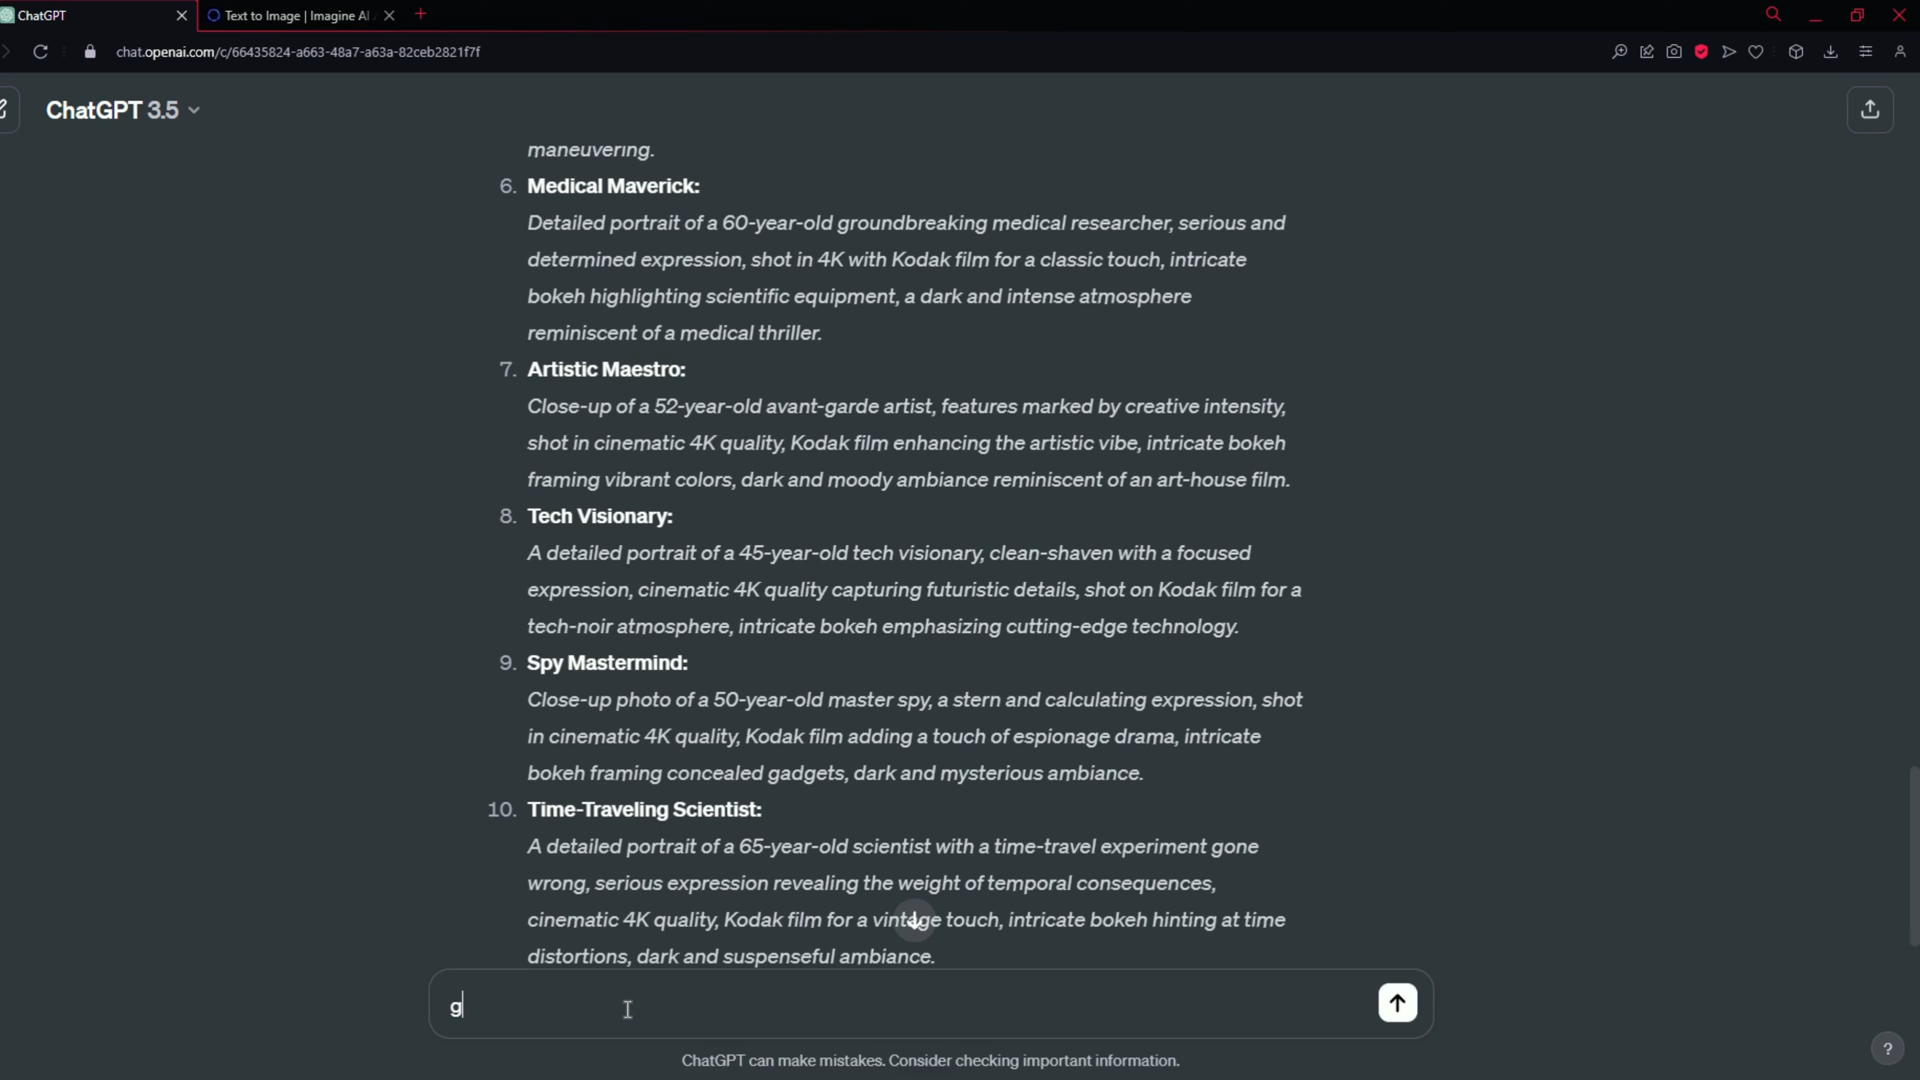 ChatGPT
Text to Image | Imagine AI
chat.openai.com/c/66435824-a663-48a7-a63a-82ceb2821f7f
ChatGPT 3.5
maneuvering.
6. Medical Maverick:
Detailed portrait of a 60-year-old groundbreaking medical researcher, serious and
determined expression, shot in 4K with Kodak film for a classic touch, intricate
bokeh highlighting scientific equipment, a dark and intense atmosphere
reminiscent of a medical thriller.
7. Artistic Maestro:
Close-up of a 52-year-old avant-garde artist, features marked by creative intensity,
shot in cinematic 4K quality, Kodak film enhancing the artistic vibe, intricate bokeh
framing vibrant colors, dark and moody ambiance reminiscent of an art-house film.
8. Tech Visionary:
A detailed portrait of a 45-year-old tech visionary, clean-shaven with a focused
expression, cinematic 4K quality capturing futuristic details, shot on Kodak film for a
tech-noir atmosphere, intricate bokeh emphasizing cutting-edge technology.
9. Spy Mastermind:
Close-up photo of a 50-year-old master spy, a stern and calculating expression, shot
in cinematic 4K quality, Kodak film adding a touch of espionage drama, intricate
bokeh framing concealed gadgets, dark and mysterious ambiance.
10. Time-Traveling Scientist:
A detailed portrait of a 65-year-old scientist with a time-travel experiment gone
wrong, serious expression revealing the weight of temporal consequences,
cinematic 4K quality, Kodak film for a vintage touch, intricate bokeh hinting at time
distortions, dark and suspenseful ambiance.
g
ChatGPT can make mistakes. Consider checking important information.
?